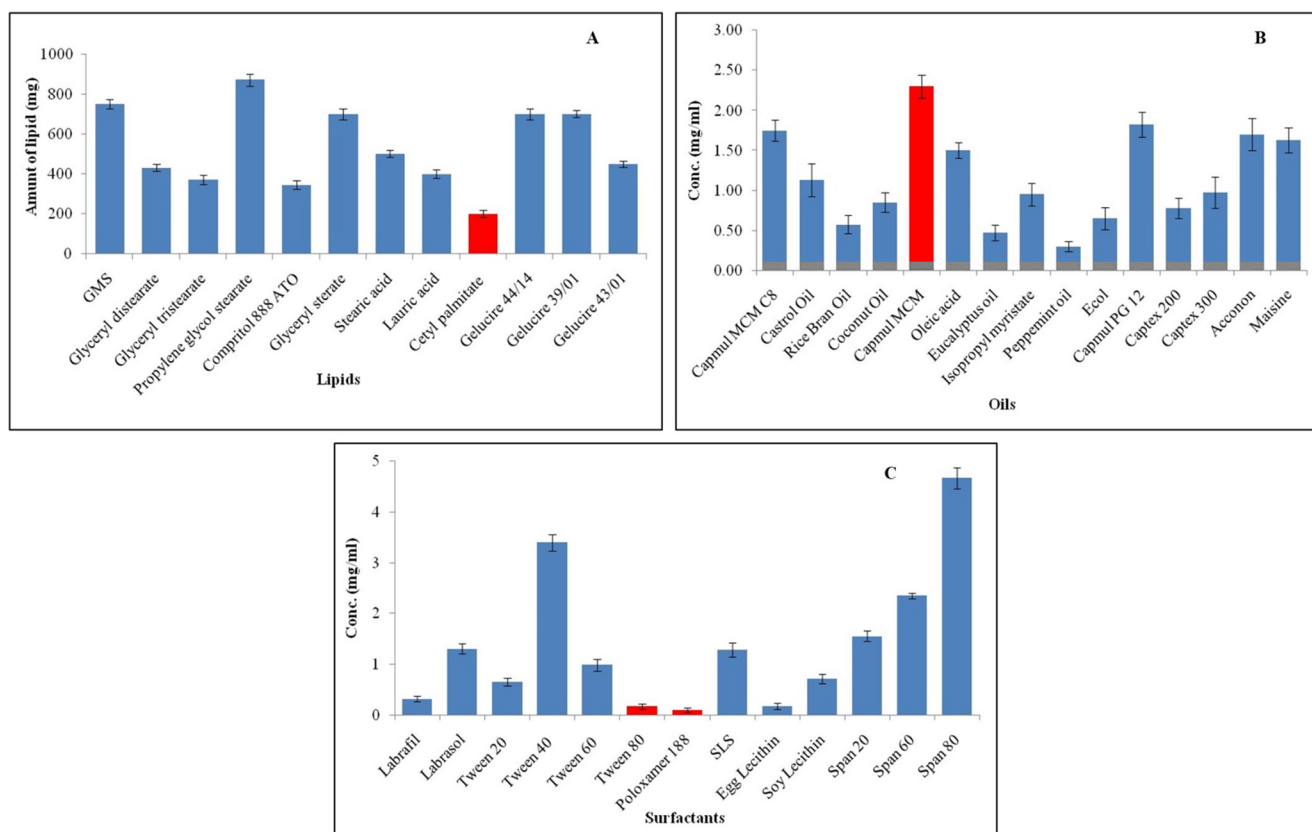 A
Amount of lipid (mg)
1000
800
600
400
200
0
GMS
Glyceryl distearate
Glyceryl tristearate
Propylene glycol stearate
Compritol 888 ATO
Glyceryl sterate
Stearic acid
Lauric acid
Cetyl palmitate
Gelucire 44/14
Gelucire 39/01
Gelucire 43/01
Lipids
B
Conc. (mg/ml)
3.00
2.50
2.00
1.50
1.00
0.50
0.00
Capmul MCM C8
Castrol Oil
Rice Bran Oil
Coconut Oil
Capmul MCM
Oleic acid
Eucalyptus oil
Isopropyl myristate
Peppemint oil
Ecol
Capmul PG 12
Captex 200
Captex 300
Acconon
Maisine
Oils
C
Conc. (mg/ml)
5
4
3
2
1
0
Labrafil
Labrasol
Tween 20
Tween 40
Tween 60
Tween 80
Poloxamer 188
SLS
Egg Lecithin
Soy Lecithin
Span 20
Span 60
Span 80
Surfactants